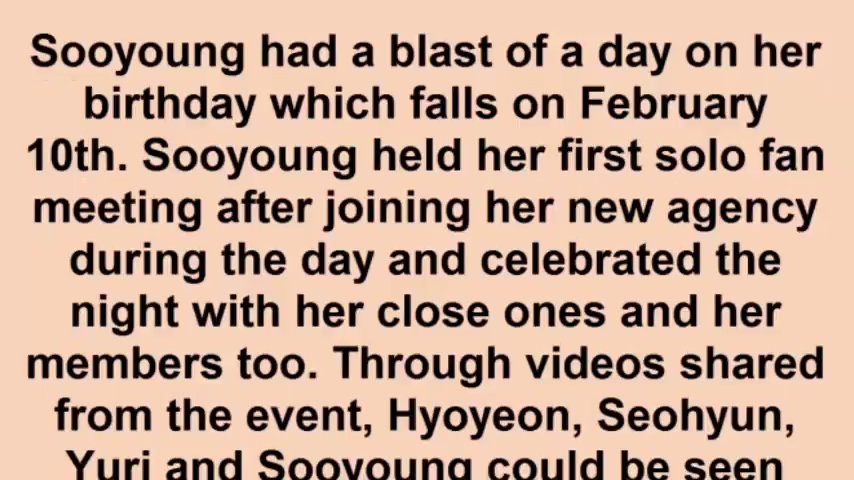 Sooyoung had a blast of a day on her
birthday which falls on February
10th. Sooyoung held her first solo fan
meeting after joining her new agency
during the day and celebrated the
night with her close ones and her
members too. Through videos shared
from the event, Hyoyeon, Seohyun,
Yuri and Sooyoung could be seen